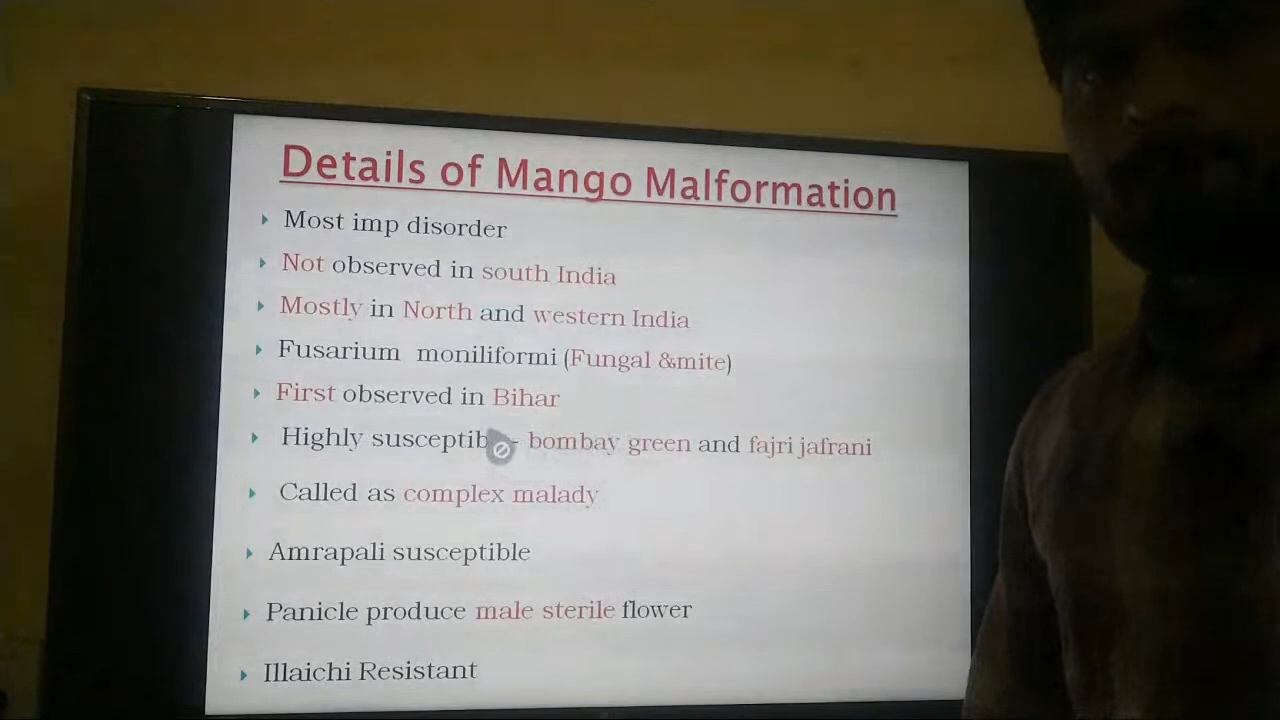 Details of Mango Malformation
Most imp disorder
Not observed in south India
Mostly in North and western India
Fusarium moniliformi (Fungal &mite)
First observed in Bihar
Highly susceptib - bombay green and fajri jafrani
Called as complex malady
Amrapali susceptible
Panicle produce male sterile flower
Illaichi Resistant